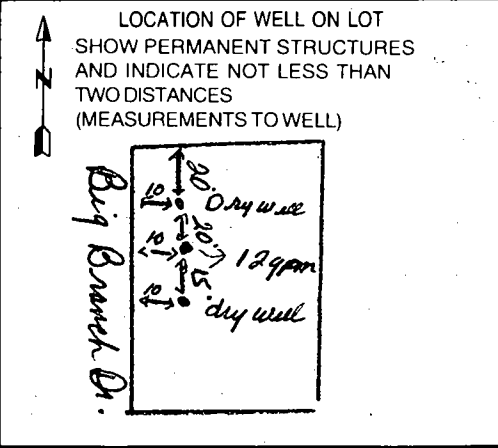 LOCATION OF WELL ON LOT
SHOW PERMANENT STRUCTURES
AND INDICATE NOT LESS THAN
TWO DISTANCES
(MEASUREMENTS TO WELL)
N
Big Branch Dr.
20'
10 Dry well
20'
10 12 gpm
15'
10 dry well